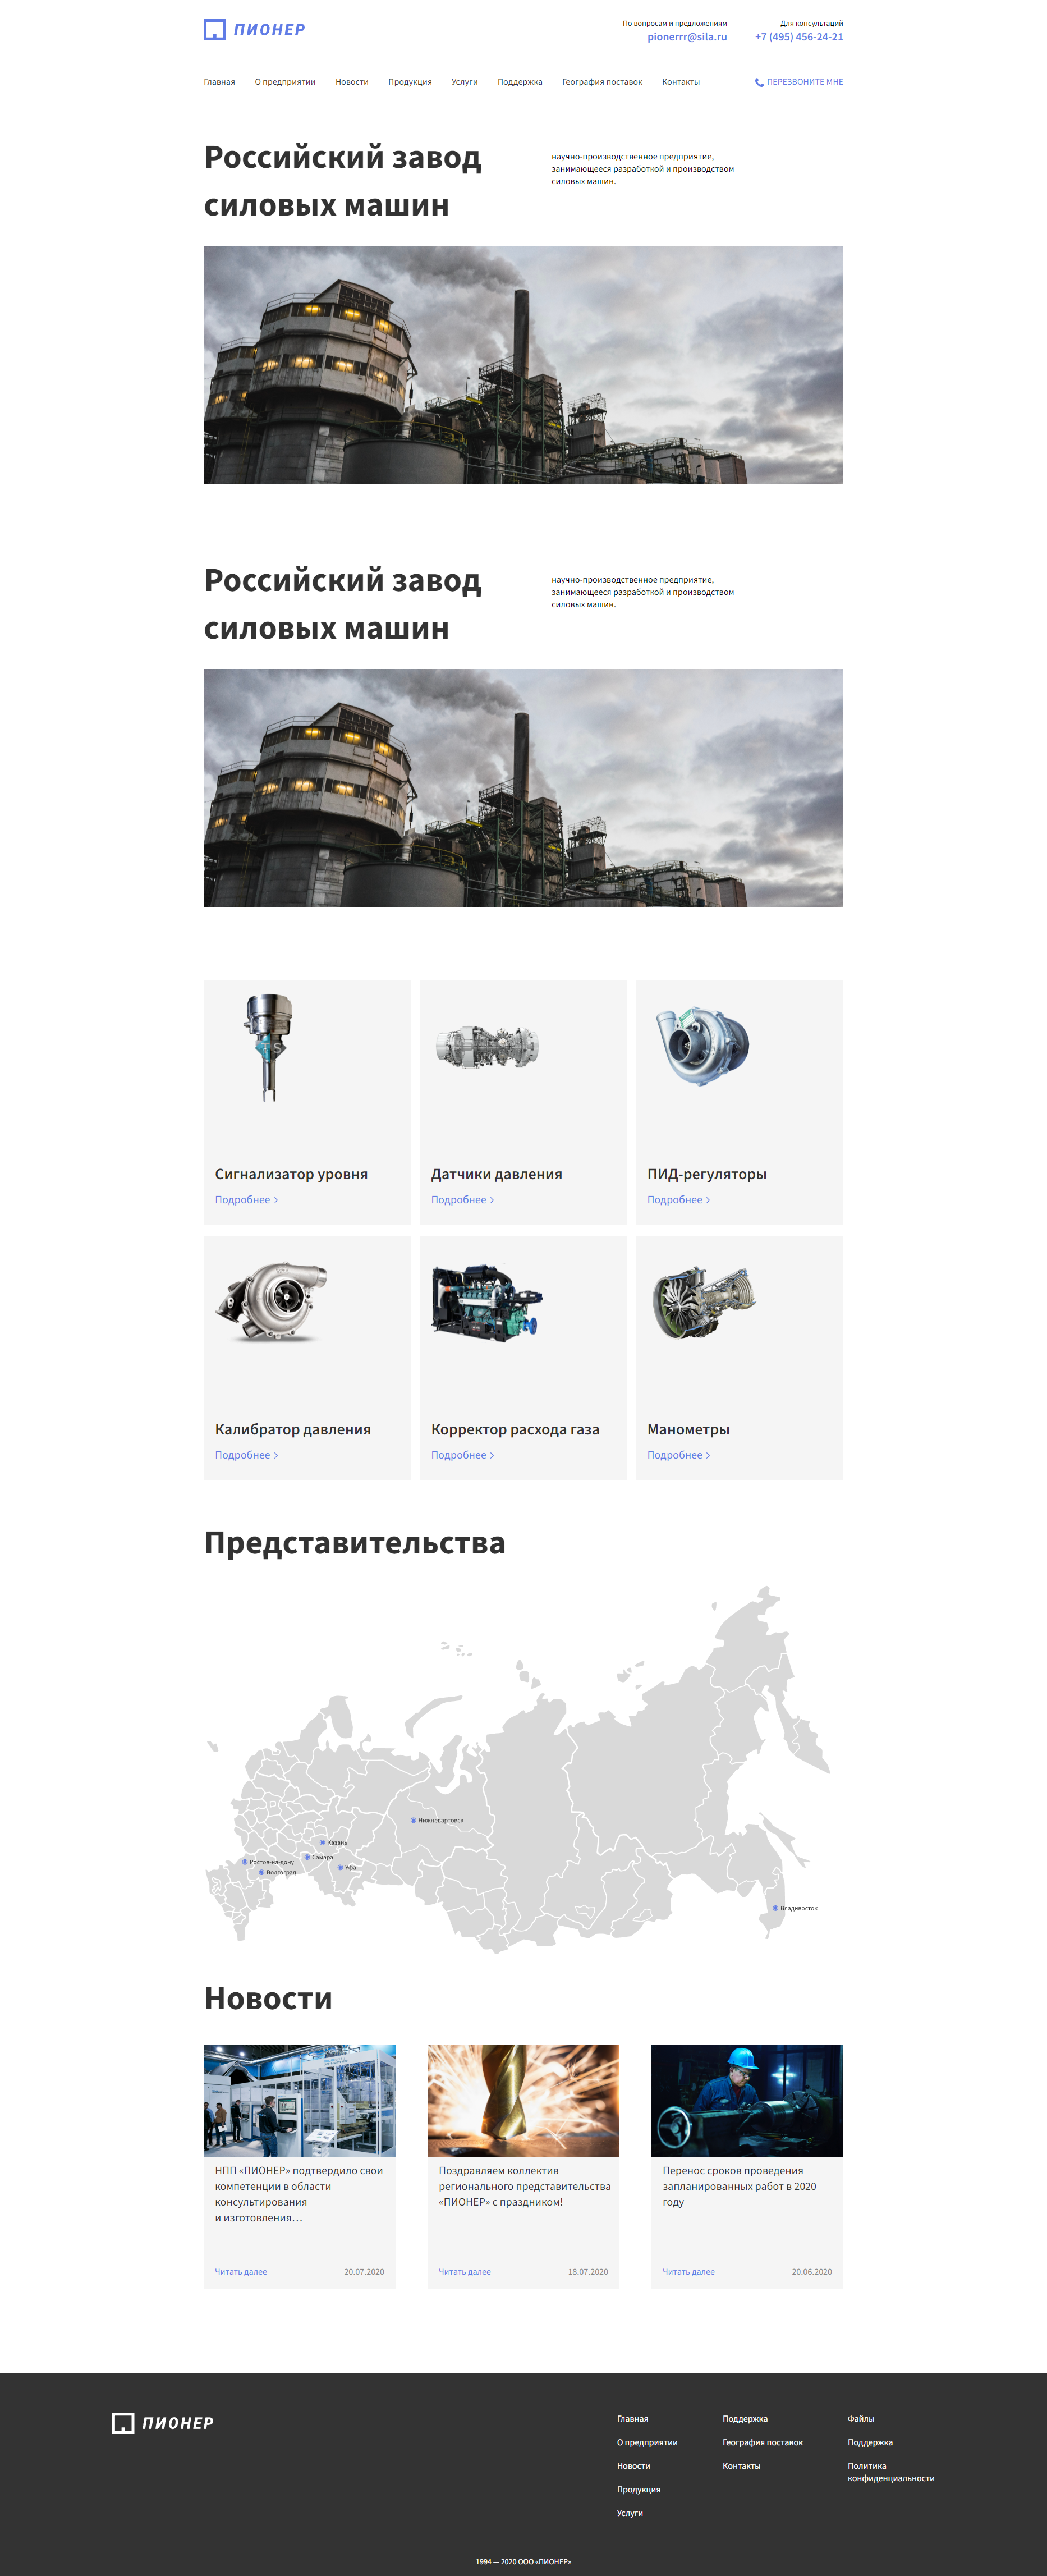 ПИОНЕР
По вопросам и предложениям
pionerrr@sila.ru
Для консультаций
+7 (495) 456-24-21
Главная
О предприятии
Новости
Продукция
Услуги
Поддержка
География поставок
Контакты
ПЕРЕЗВОНИТЕ МНЕ
Российский завод
силовых машин
научно-производственное предприятие,
занимающееся разработкой и производством
силовых машин.
Российский завод
силовых машин
научно-производственное предприятие,
занимающееся разработкой и производством
силовых машин.
Сигнализатор уровня
Подробнее
Датчики давления
Подробнее
ПИД-регуляторы
Подробнее
Калибратор давления
Подробнее
Корректор расхода газа
Подробнее
Манометры
Подробнее
Представительства
Нижневартовск
Казань
Самара
Ростов-на-дону
Уфа
Волгоград
Владивосток
Новости
НПП «ПИОНЕР» подтвердило свои
компетенции в области
консультирования
и изготовления…
Читать далее
20.07.2020
Поздравляем коллектив
регионального представительства
«ПИОНЕР» с праздником!
Читать далее
18.07.2020
Перенос сроков проведения
запланированных работ в 2020
году
Читать далее
20.06.2020
ПИОНЕР
Главная
О предприятии
Новости
Продукция
Услуги
Поддержка
География поставок
Контакты
Файлы
Поддержка
Политика
конфиденциальности
1994 — 2020 ООО «ПИОНЕР»